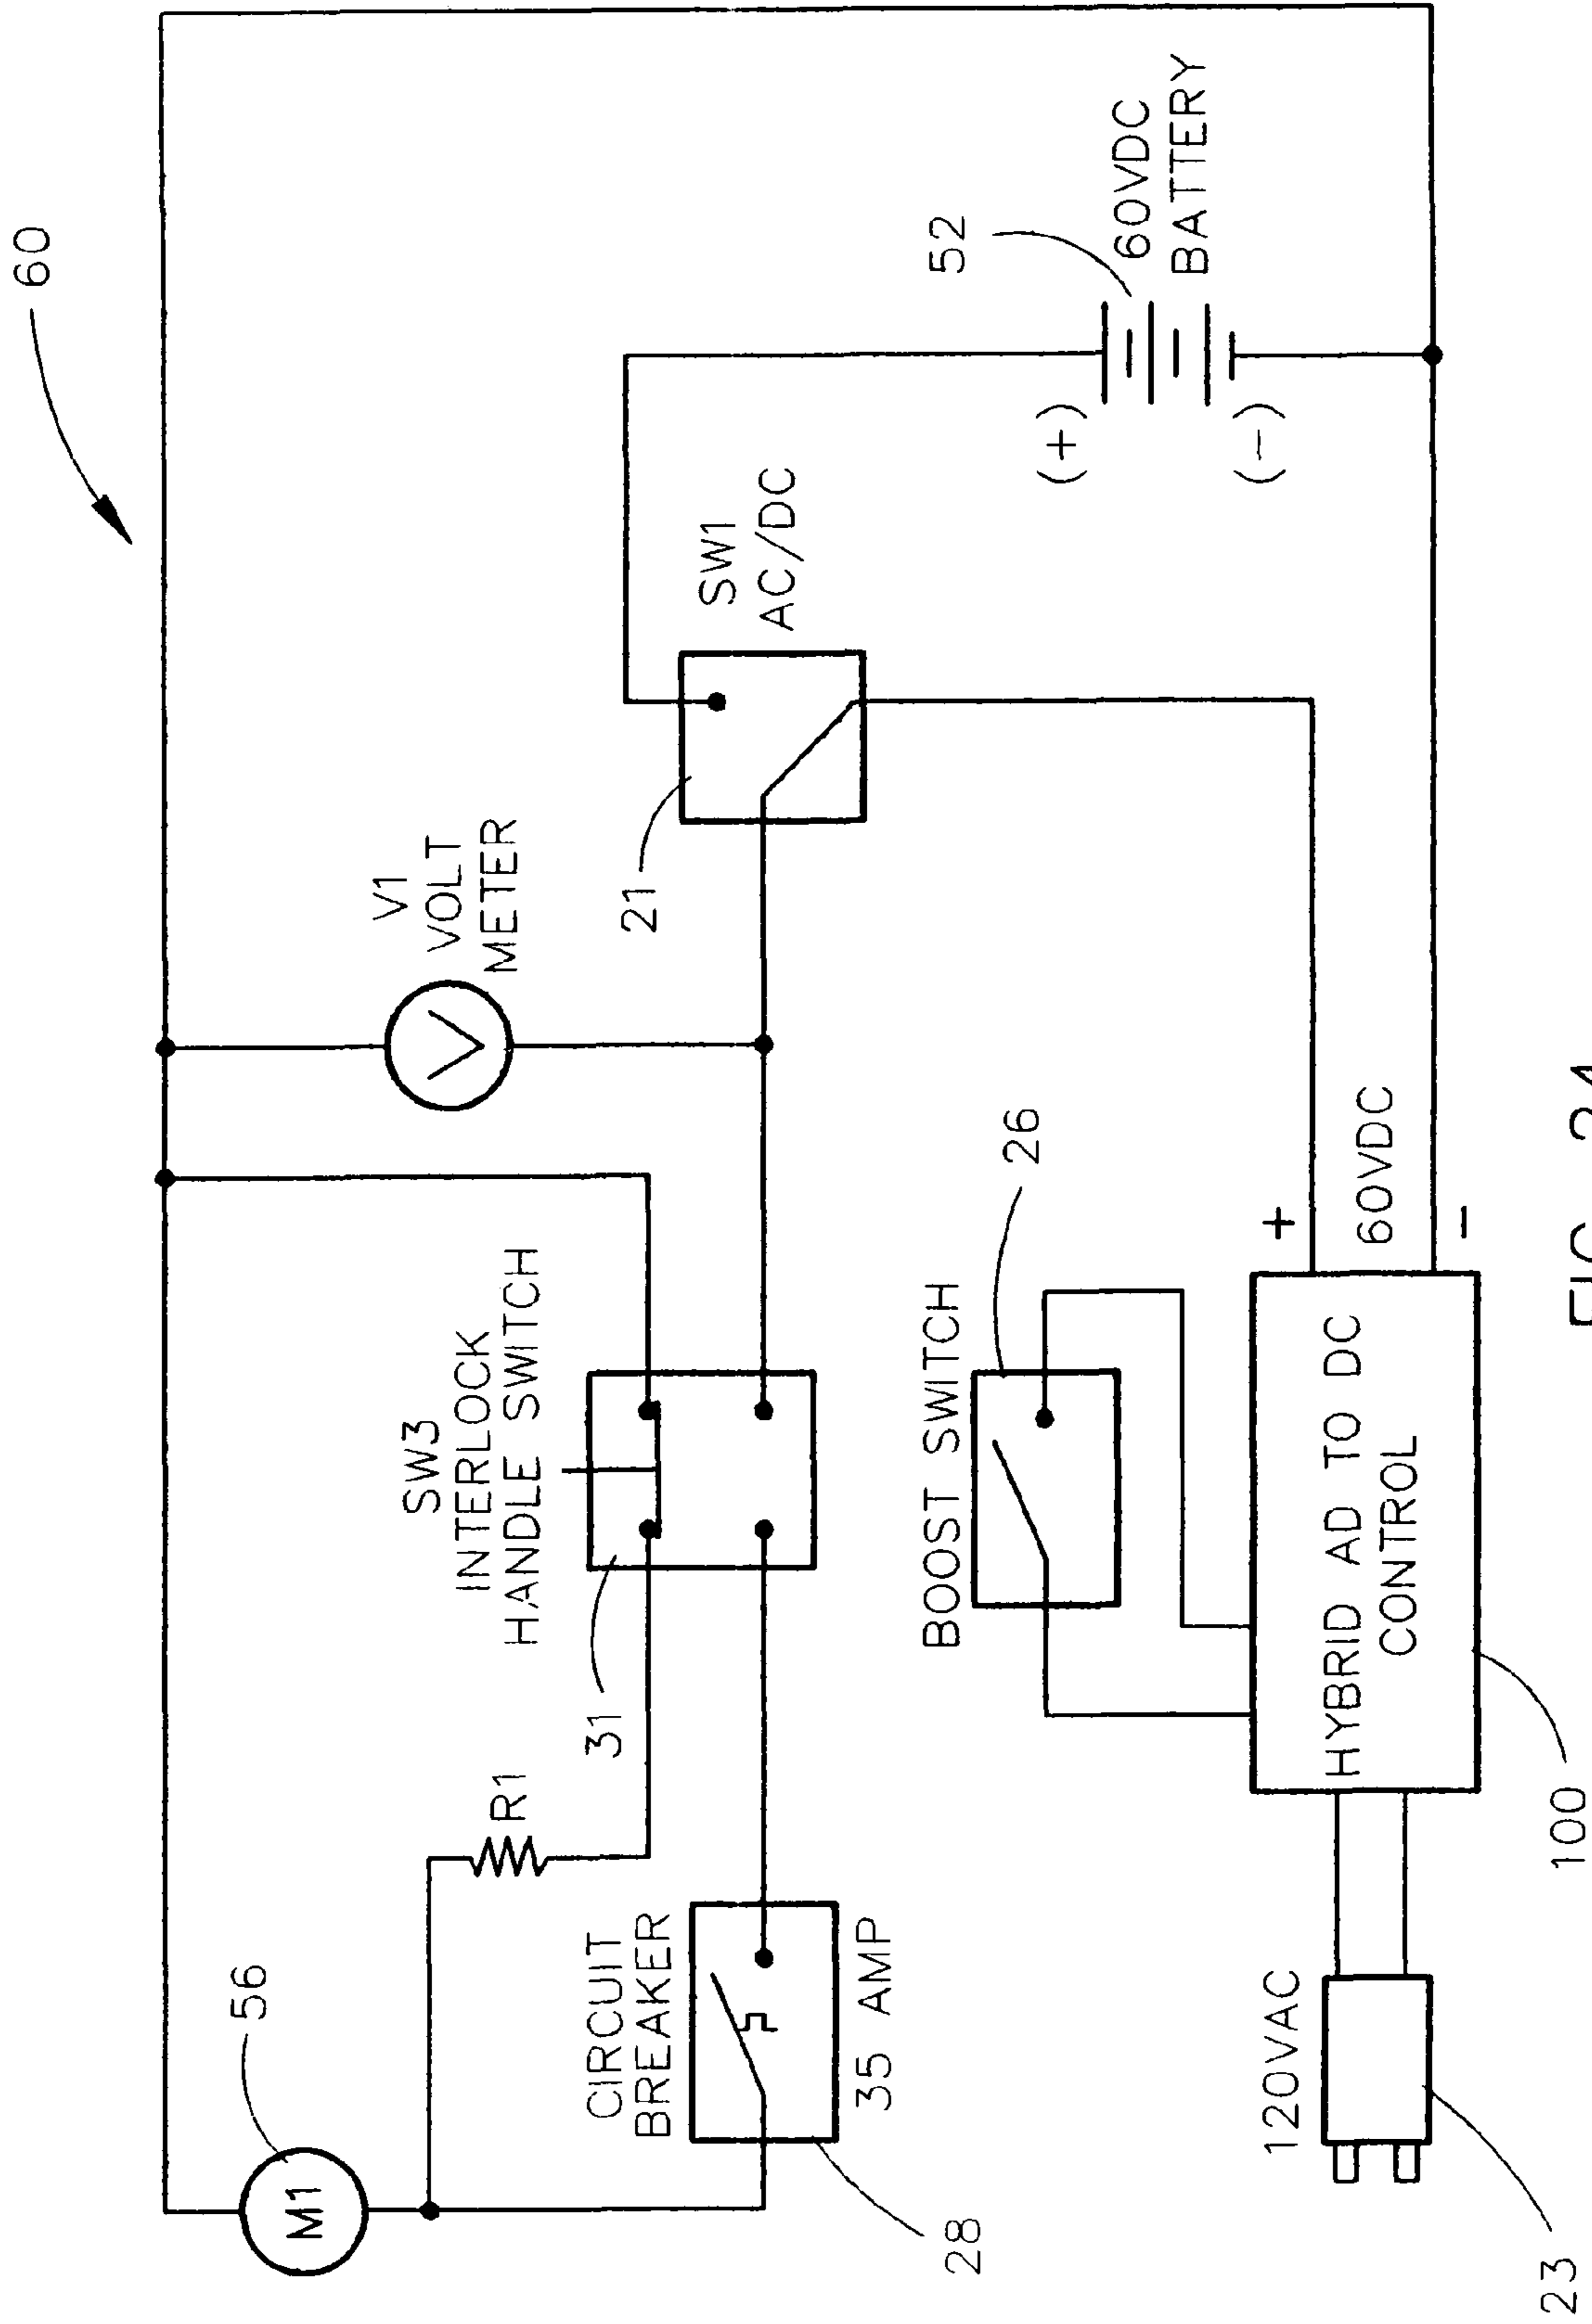 60
56
M1
R1
SW3
INTERLOCK
HANDLE SWITCH
31
V1
VOLT
METER
V
21
SW1
AC/DC
52
60VDC
BATTERY
(+)
(-)
CIRCUIT
BREAKER
35 AMP
28
BOOST SWITCH
26
120VAC
23
HYBRID AD TO DC
CONTROL
100
+
60VDC
-